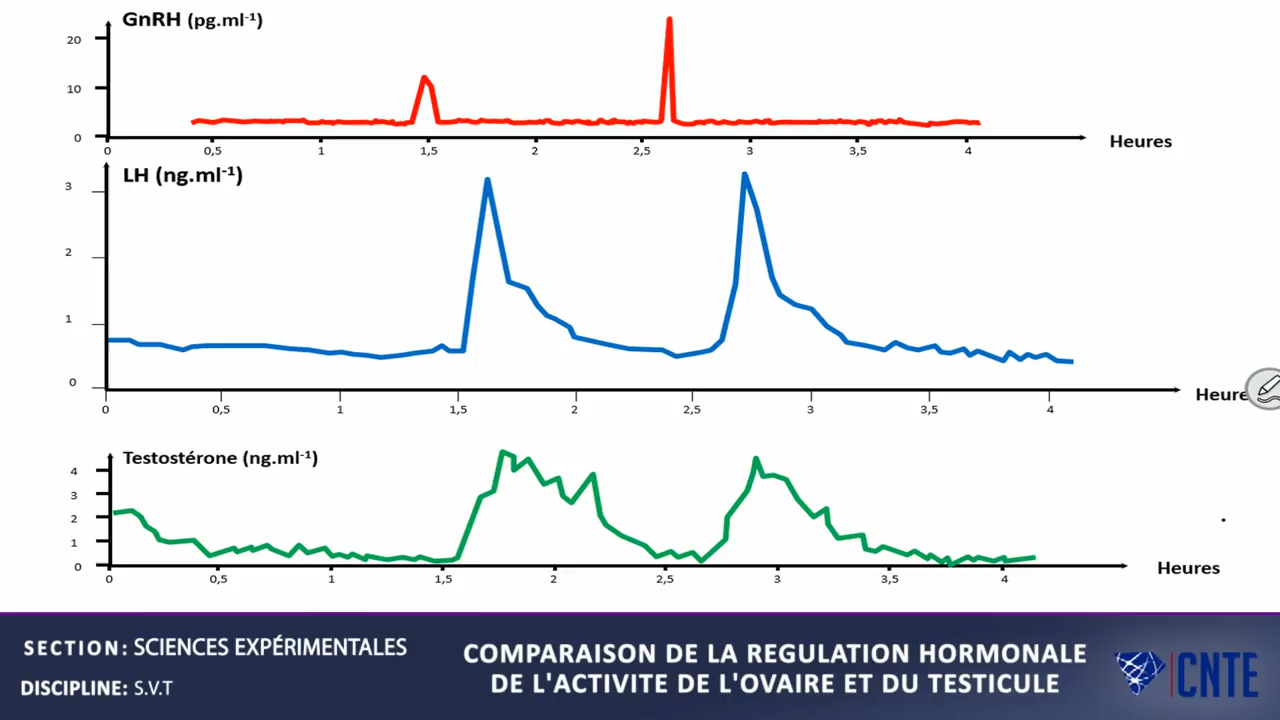 GnRH (pg.ml⁻¹)
20
10
0
0 0,5 1 1,5 2 2,5 3 3,5 4
Heures
LH (ng.ml⁻¹)
3
2
1
0
0 0,5 1 1,5 2 2,5 3 3,5 4
Heure
Testostérone (ng.ml⁻¹)
4
3
2
1
0
0 0,5 1 1,5 2 2,5 3 3,5 4
Heures
SECTION: SCIENCES EXPÉRIMENTALES
DISCIPLINE: S.V.T
COMPARAISON DE LA REGULATION HORMONALE
DE L'ACTIVITE DE L'OVAIRE ET DU TESTICULE
CNTE